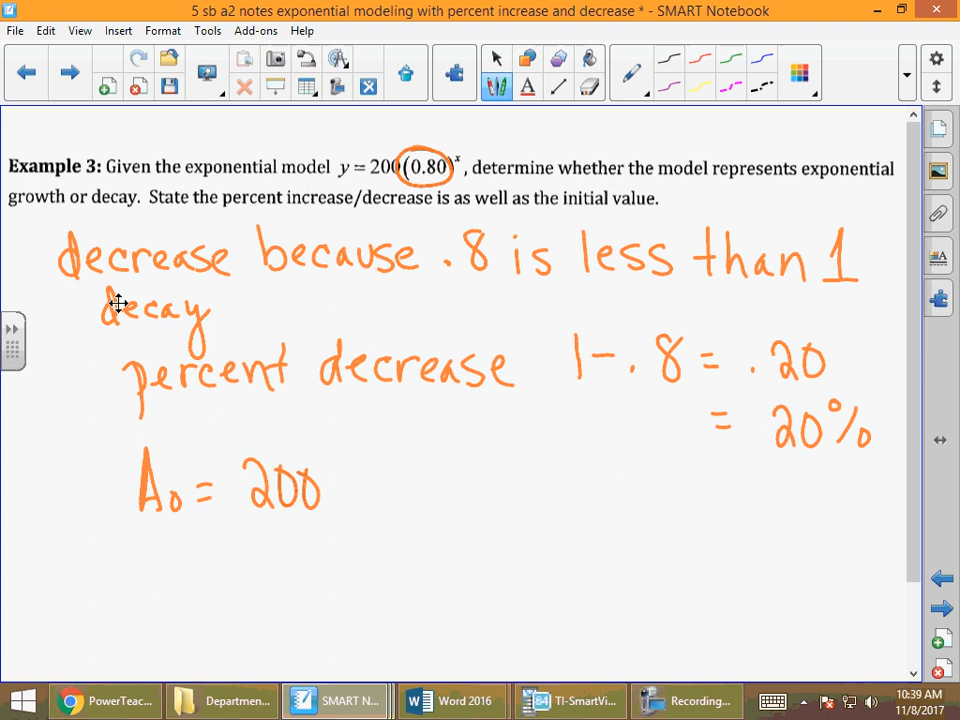 5 sb a2 notes exponential modeling with percent increase and decrease * - SMART Notebook
File Edit View Insert Format Tools Add-ons Help
Example 3: Given the exponential model y = 200(0.80)^x, determine whether the model represents exponential
growth or decay. State the percent increase/decrease is as well as the initial value.
decrease because .8 is less than 1
decay
percent decrease 1 - .8 = .20
= 20%
A₀ = 200
PowerTeac... Departmen... SMART N... Word 2016 TI-SmartVi... Recording...
10:39 AM
11/8/2017